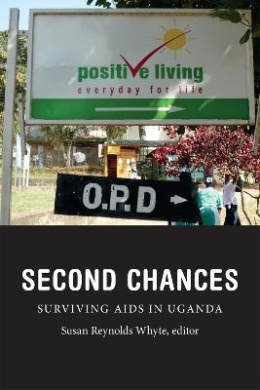 positive living
everyday for life
O.P.D
SECOND CHANCES
SURVIVING AIDS IN UGANDA
Susan Reynolds Whyte, editor